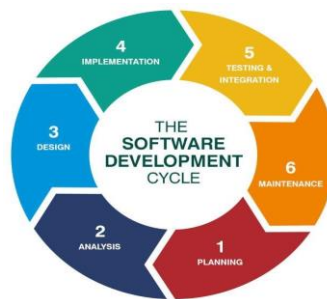 THE
SOFTWARE
DEVELOPMENT
CYCLE
1
PLANNING
2
ANALYSIS
3
DESIGN
4
IMPLEMENTATION
5
TESTING &
INTEGRATION
6
MAINTENANCE